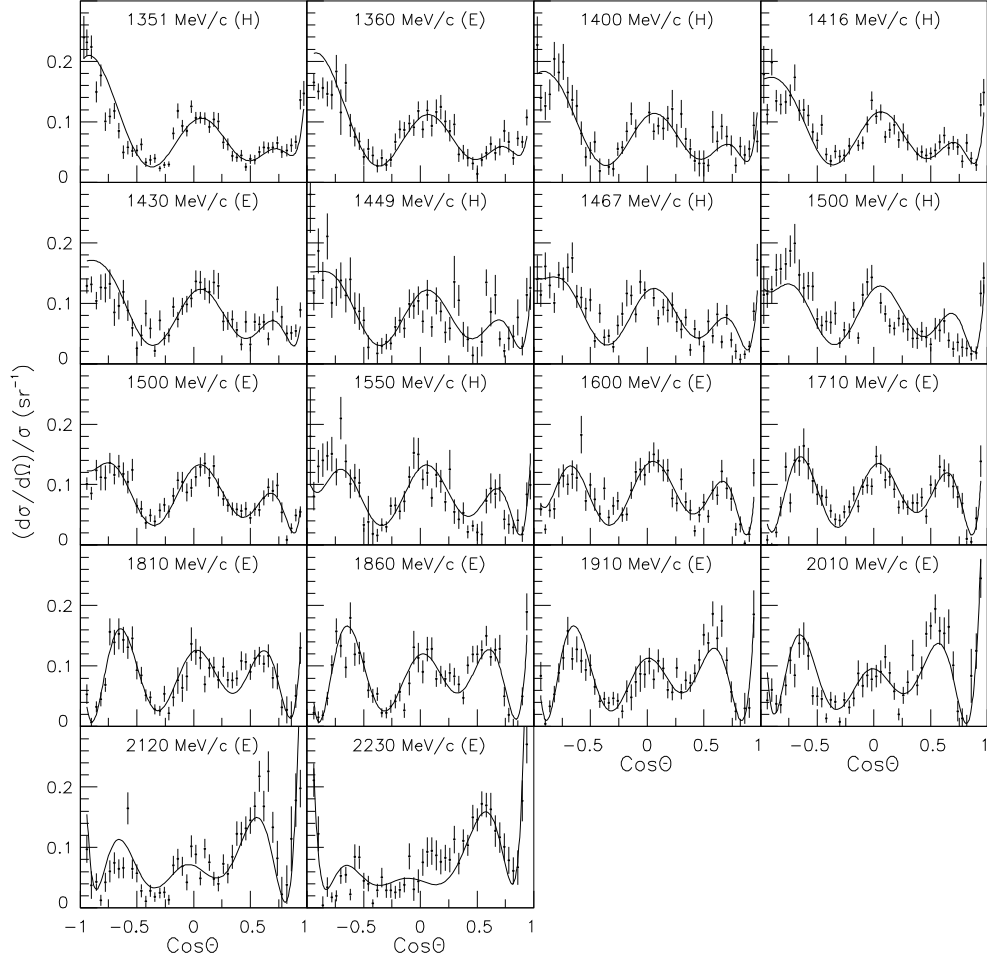 1351 MeV/c (H)
1360 MeV/c (E)
1400 MeV/c (H)
1416 MeV/c (H)
0.2
0.1
0
1430 MeV/c (E)
1449 MeV/c (H)
1467 MeV/c (H)
1500 MeV/c (H)
0.2
0.1
0
(dσ/dΩ)/σ (sr⁻¹)
1500 MeV/c (E)
1550 MeV/c (H)
1600 MeV/c (E)
1710 MeV/c (E)
0.2
0.1
0
1810 MeV/c (E)
1860 MeV/c (E)
1910 MeV/c (E)
2010 MeV/c (E)
0.2
0.1
0
−0.5 0 0.5 1
CosΘ
−0.5 0 0.5 1
CosΘ
2120 MeV/c (E)
2230 MeV/c (E)
0.2
0.1
0
−1 −0.5 0 0.5 1
CosΘ
−0.5 0 0.5 1
CosΘ